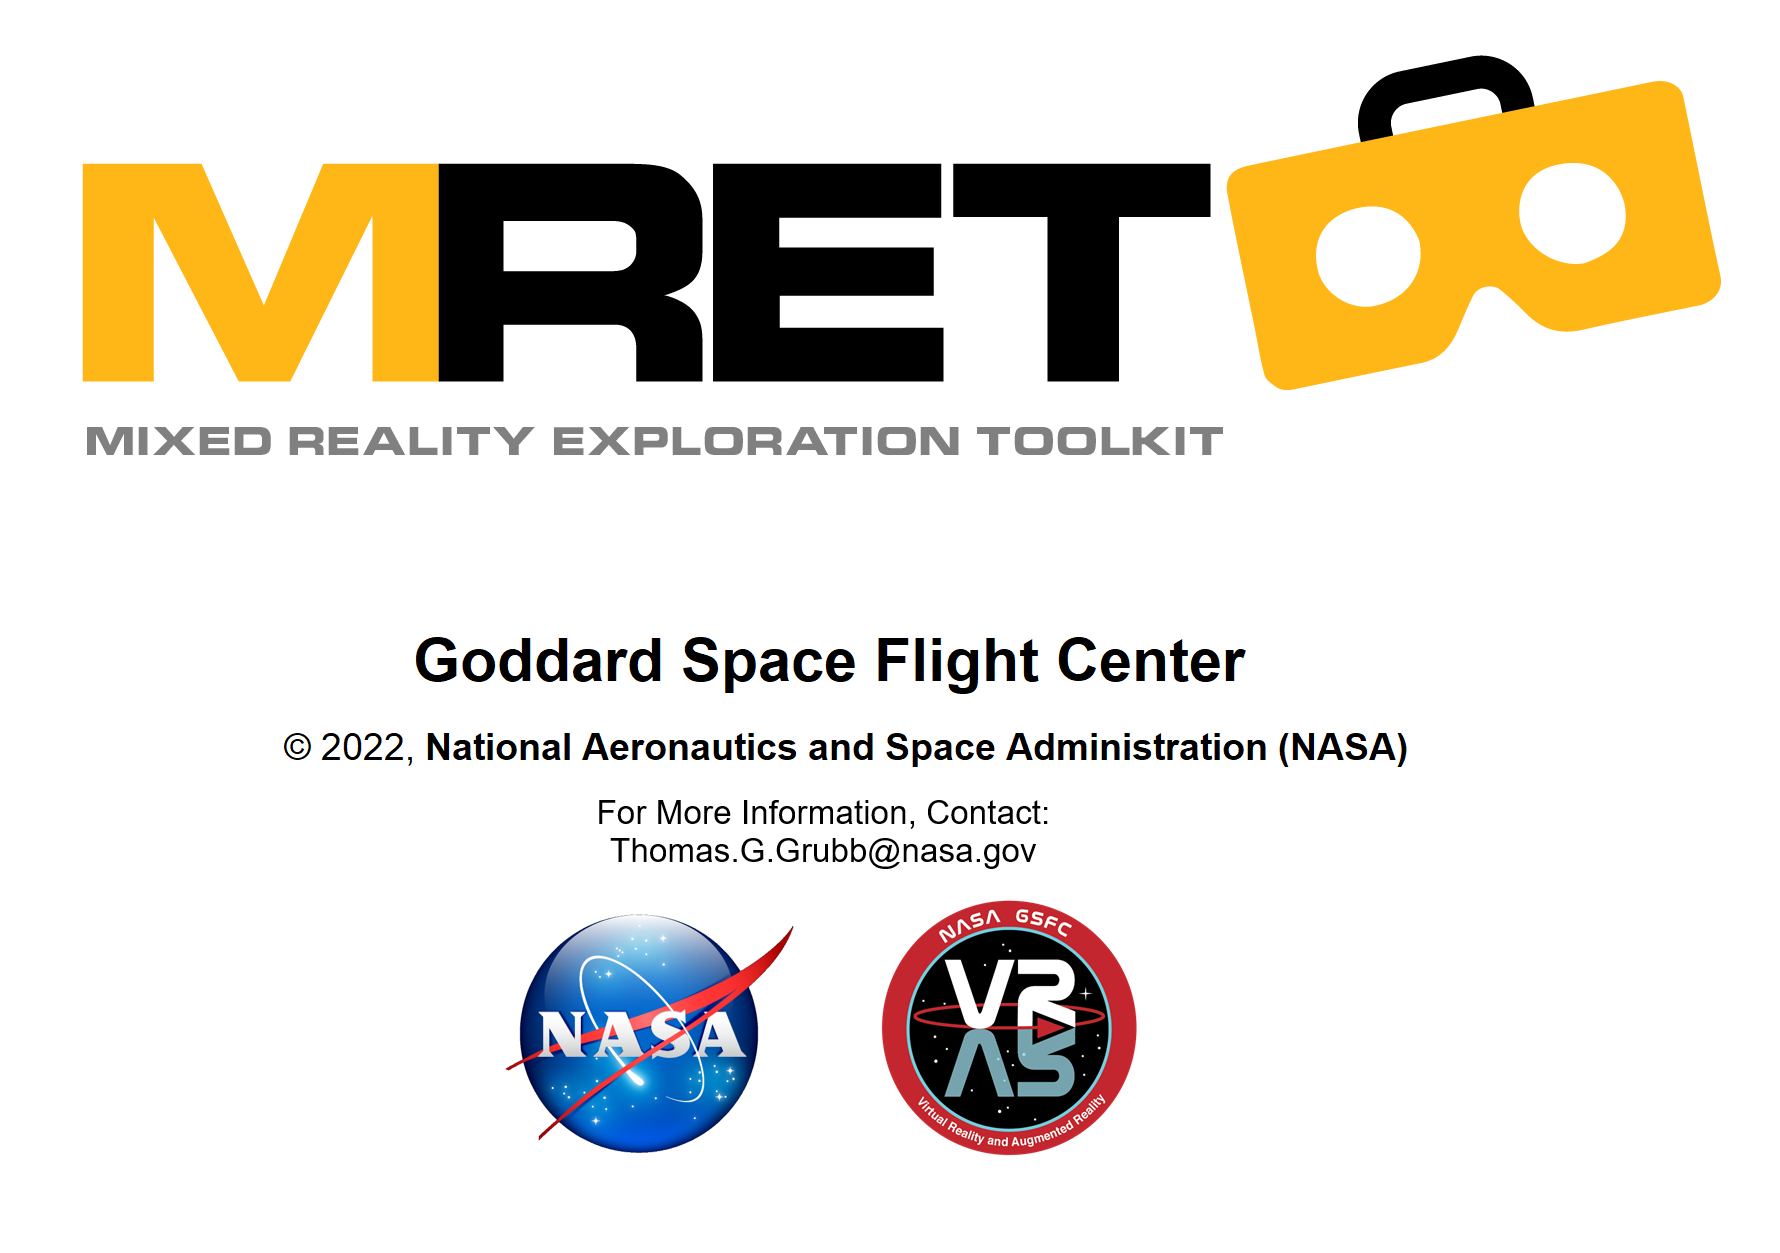 MRET
MIXED REALITY EXPLORATION TOOLKIT
Goddard Space Flight Center
© 2022, National Aeronautics and Space Administration (NASA)
For More Information, Contact:
Thomas.G.Grubb@nasa.gov
NASA
NASA GSFC
VR
AS
Virtual Reality and Augmented Reality